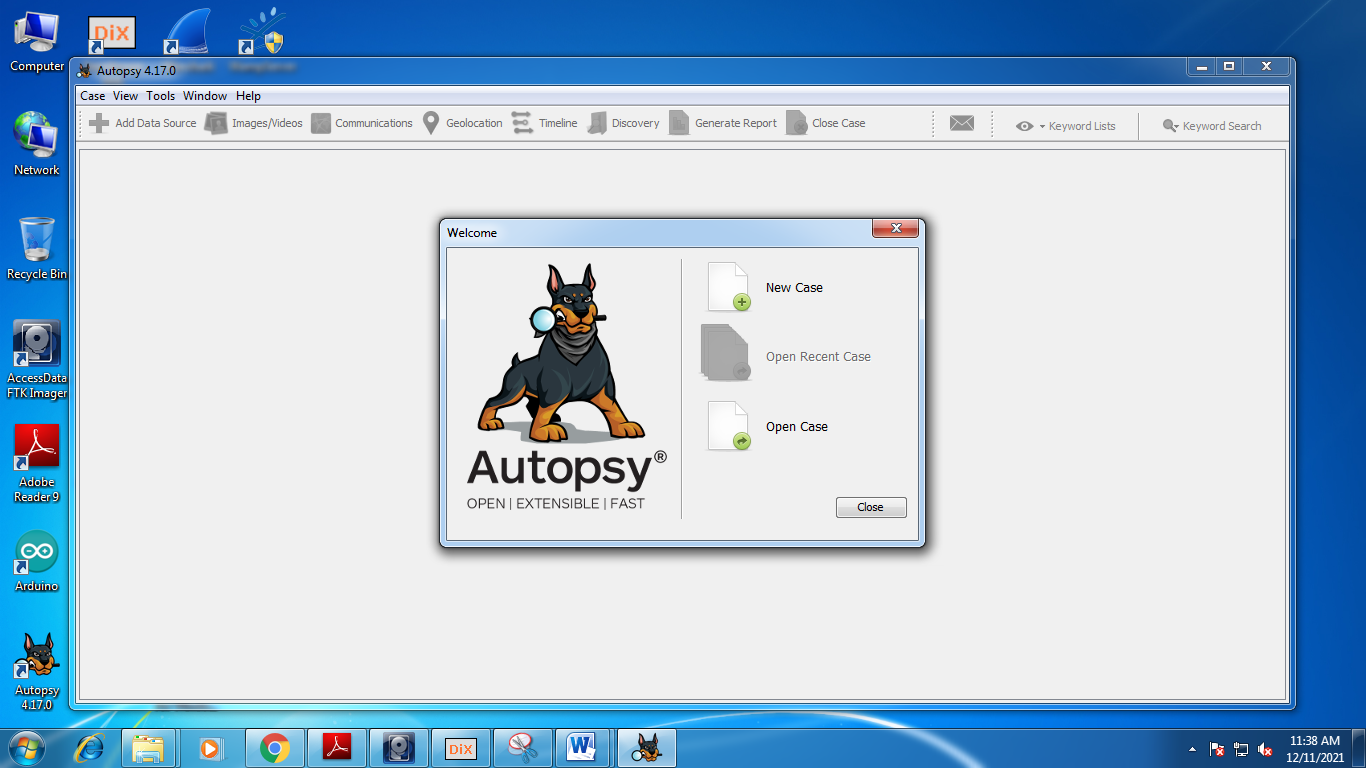 DiX
Computer
Autopsy 4.17.0
Case View Tools Window Help
Add Data Source Images/Videos Communications Geolocation Timeline Discovery Generate Report Close Case Keyword Lists Keyword Search
Network
Recycle Bin
AccessData
FTK Imager
Adobe
Reader 9
Arduino
Autopsy
4.17.0
Welcome
New Case
Open Recent Case
Open Case
Autopsy®
OPEN | EXTENSIBLE | FAST
Close
DiX
W
11:38 AM
12/11/2021